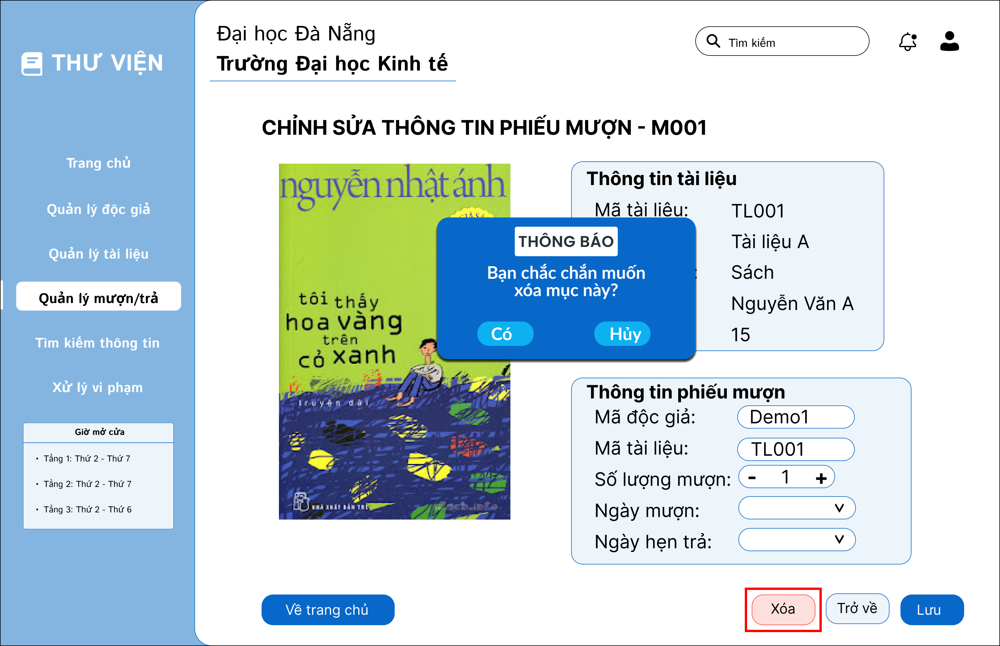 THƯ VIỆN
Trang chủ
Quản lý độc giả
Quản lý tài liệu
Quản lý mượn/trả
Tìm kiếm thông tin
Xử lý vi phạm
Giờ mở cửa
• Tầng 1: Thứ 2 - Thứ 7
• Tầng 2: Thứ 2 - Thứ 7
• Tầng 3: Thứ 2 - Thứ 6
Đại học Đà Nẵng
Trường Đại học Kinh tế
Tìm kiếm
CHỈNH SỬA THÔNG TIN PHIẾU MƯỢN - M001
nguyễn nhật ánh
tôi thấy
hoa vàng
trên
cỏ xanh
truyện dài
NHÀ XUẤT BẢN TRẺ
Thông tin tài liệu
Mã tài liệu: TL001
Tài liệu A
Sách
Nguyễn Văn A
15
THÔNG BÁO
Bạn chắc chắn muốn
xóa mục này?
Có Hủy
Thông tin phiếu mượn
Mã độc giả: Demo1
Mã tài liệu: TL001
Số lượng mượn: - 1 +
Ngày mượn:
Ngày hẹn trả:
Về trang chủ
Xóa Trở về Lưu